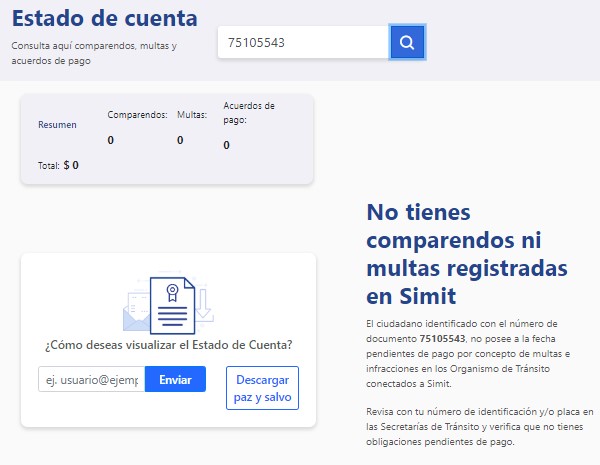 Estado de cuenta
Consulta aquí comparendos, multas y
acuerdos de pago
75105543
Resumen
Comparendos:
0
Multas:
0
Acuerdos de
pago:
0
Total: $ 0
¿Cómo deseas visualizar el Estado de Cuenta?
ej. usuario@ejemp
Enviar
Descargar
paz y salvo
No tienes
comparendos ni
multas registradas
en Simit
El ciudadano identificado con el número de
documento 75105543, no posee a la fecha
pendientes de pago por concepto de multas e
infracciones en los Organismo de Tránsito
conectados a Simit.
Revisa con tu número de identificación y/o placa en
las Secretarías de Tránsito y verifica que no tienes
obligaciones pendientes de pago.